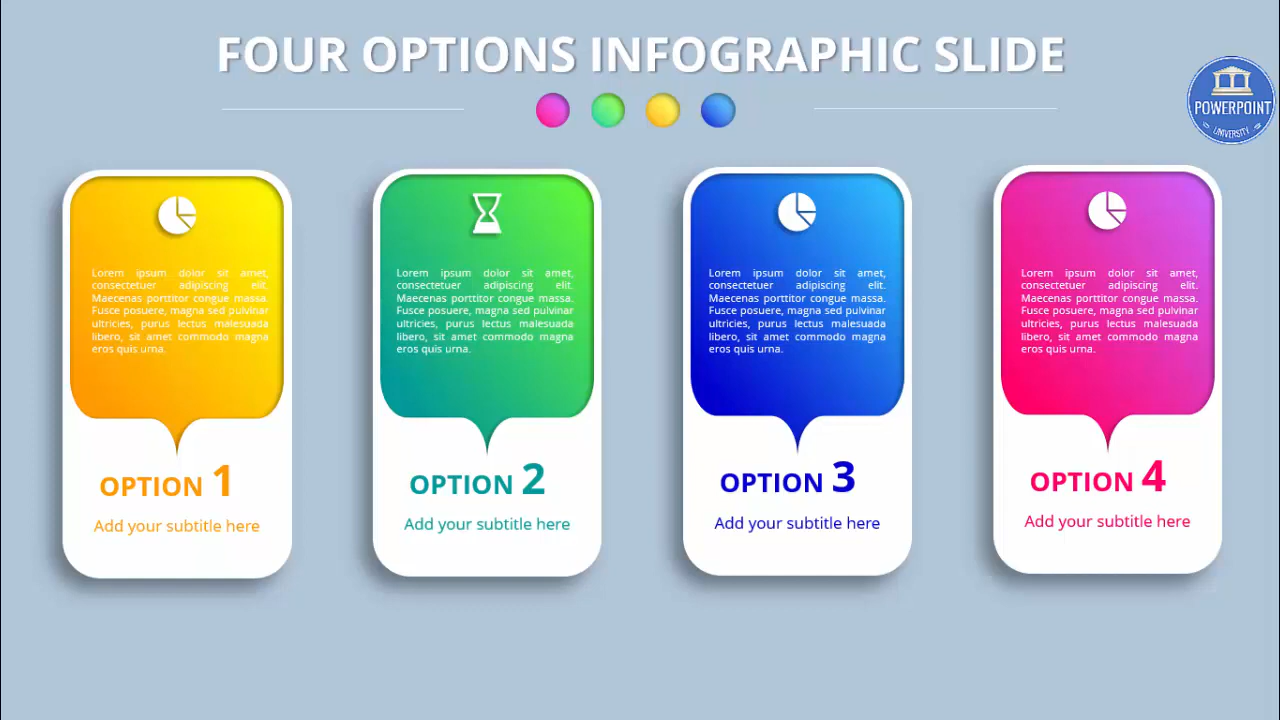 FOUR OPTIONS INFOGRAPHIC SLIDE
POWERPOINT
UNIVERSITY
Lorem ipsum dolor sit amet,
consectetuer adipiscing elit.
Maecenas porttitor congue massa.
Fusce posuere, magna sed pulvinar
ultricies, purus lectus malesuada
libero, sit amet commodo magna
eros quis urna.
OPTION 1
Add your subtitle here
Lorem ipsum dolor sit amet,
consectetuer adipiscing elit.
Maecenas porttitor congue massa.
Fusce posuere, magna sed pulvinar
ultricies, purus lectus malesuada
libero, sit amet commodo magna
eros quis urna.
OPTION 2
Add your subtitle here
Lorem ipsum dolor sit amet,
consectetuer adipiscing elit.
Maecenas porttitor congue massa.
Fusce posuere, magna sed pulvinar
ultricies, purus lectus malesuada
libero, sit amet commodo magna
eros quis urna.
OPTION 3
Add your subtitle here
Lorem ipsum dolor sit amet,
consectetuer adipiscing elit.
Maecenas porttitor congue massa.
Fusce posuere, magna sed pulvinar
ultricies, purus lectus malesuada
libero, sit amet commodo magna
eros quis urna.
OPTION 4
Add your subtitle here